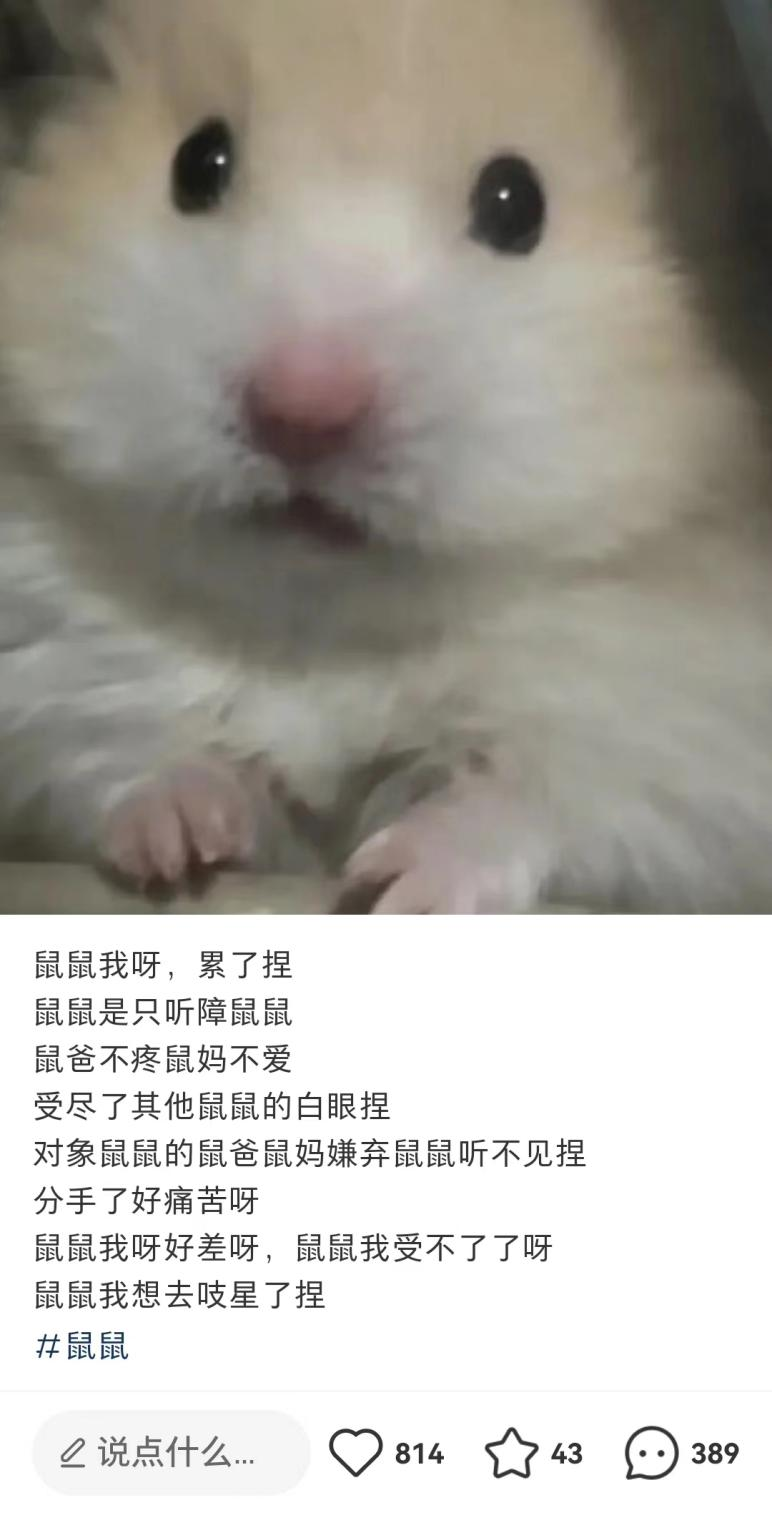 鼠鼠我呀，累了捏
鼠鼠是只听障鼠鼠
鼠爸不疼鼠妈不爱
受尽了其他鼠鼠的白眼捏
对象鼠鼠的鼠爸鼠妈嫌弃鼠鼠听不见捏
分手了好痛苦呀
鼠鼠我呀好差呀，鼠鼠我受不了了呀
鼠鼠我想去吱星了捏
#鼠鼠
说点什么... 814 43 389